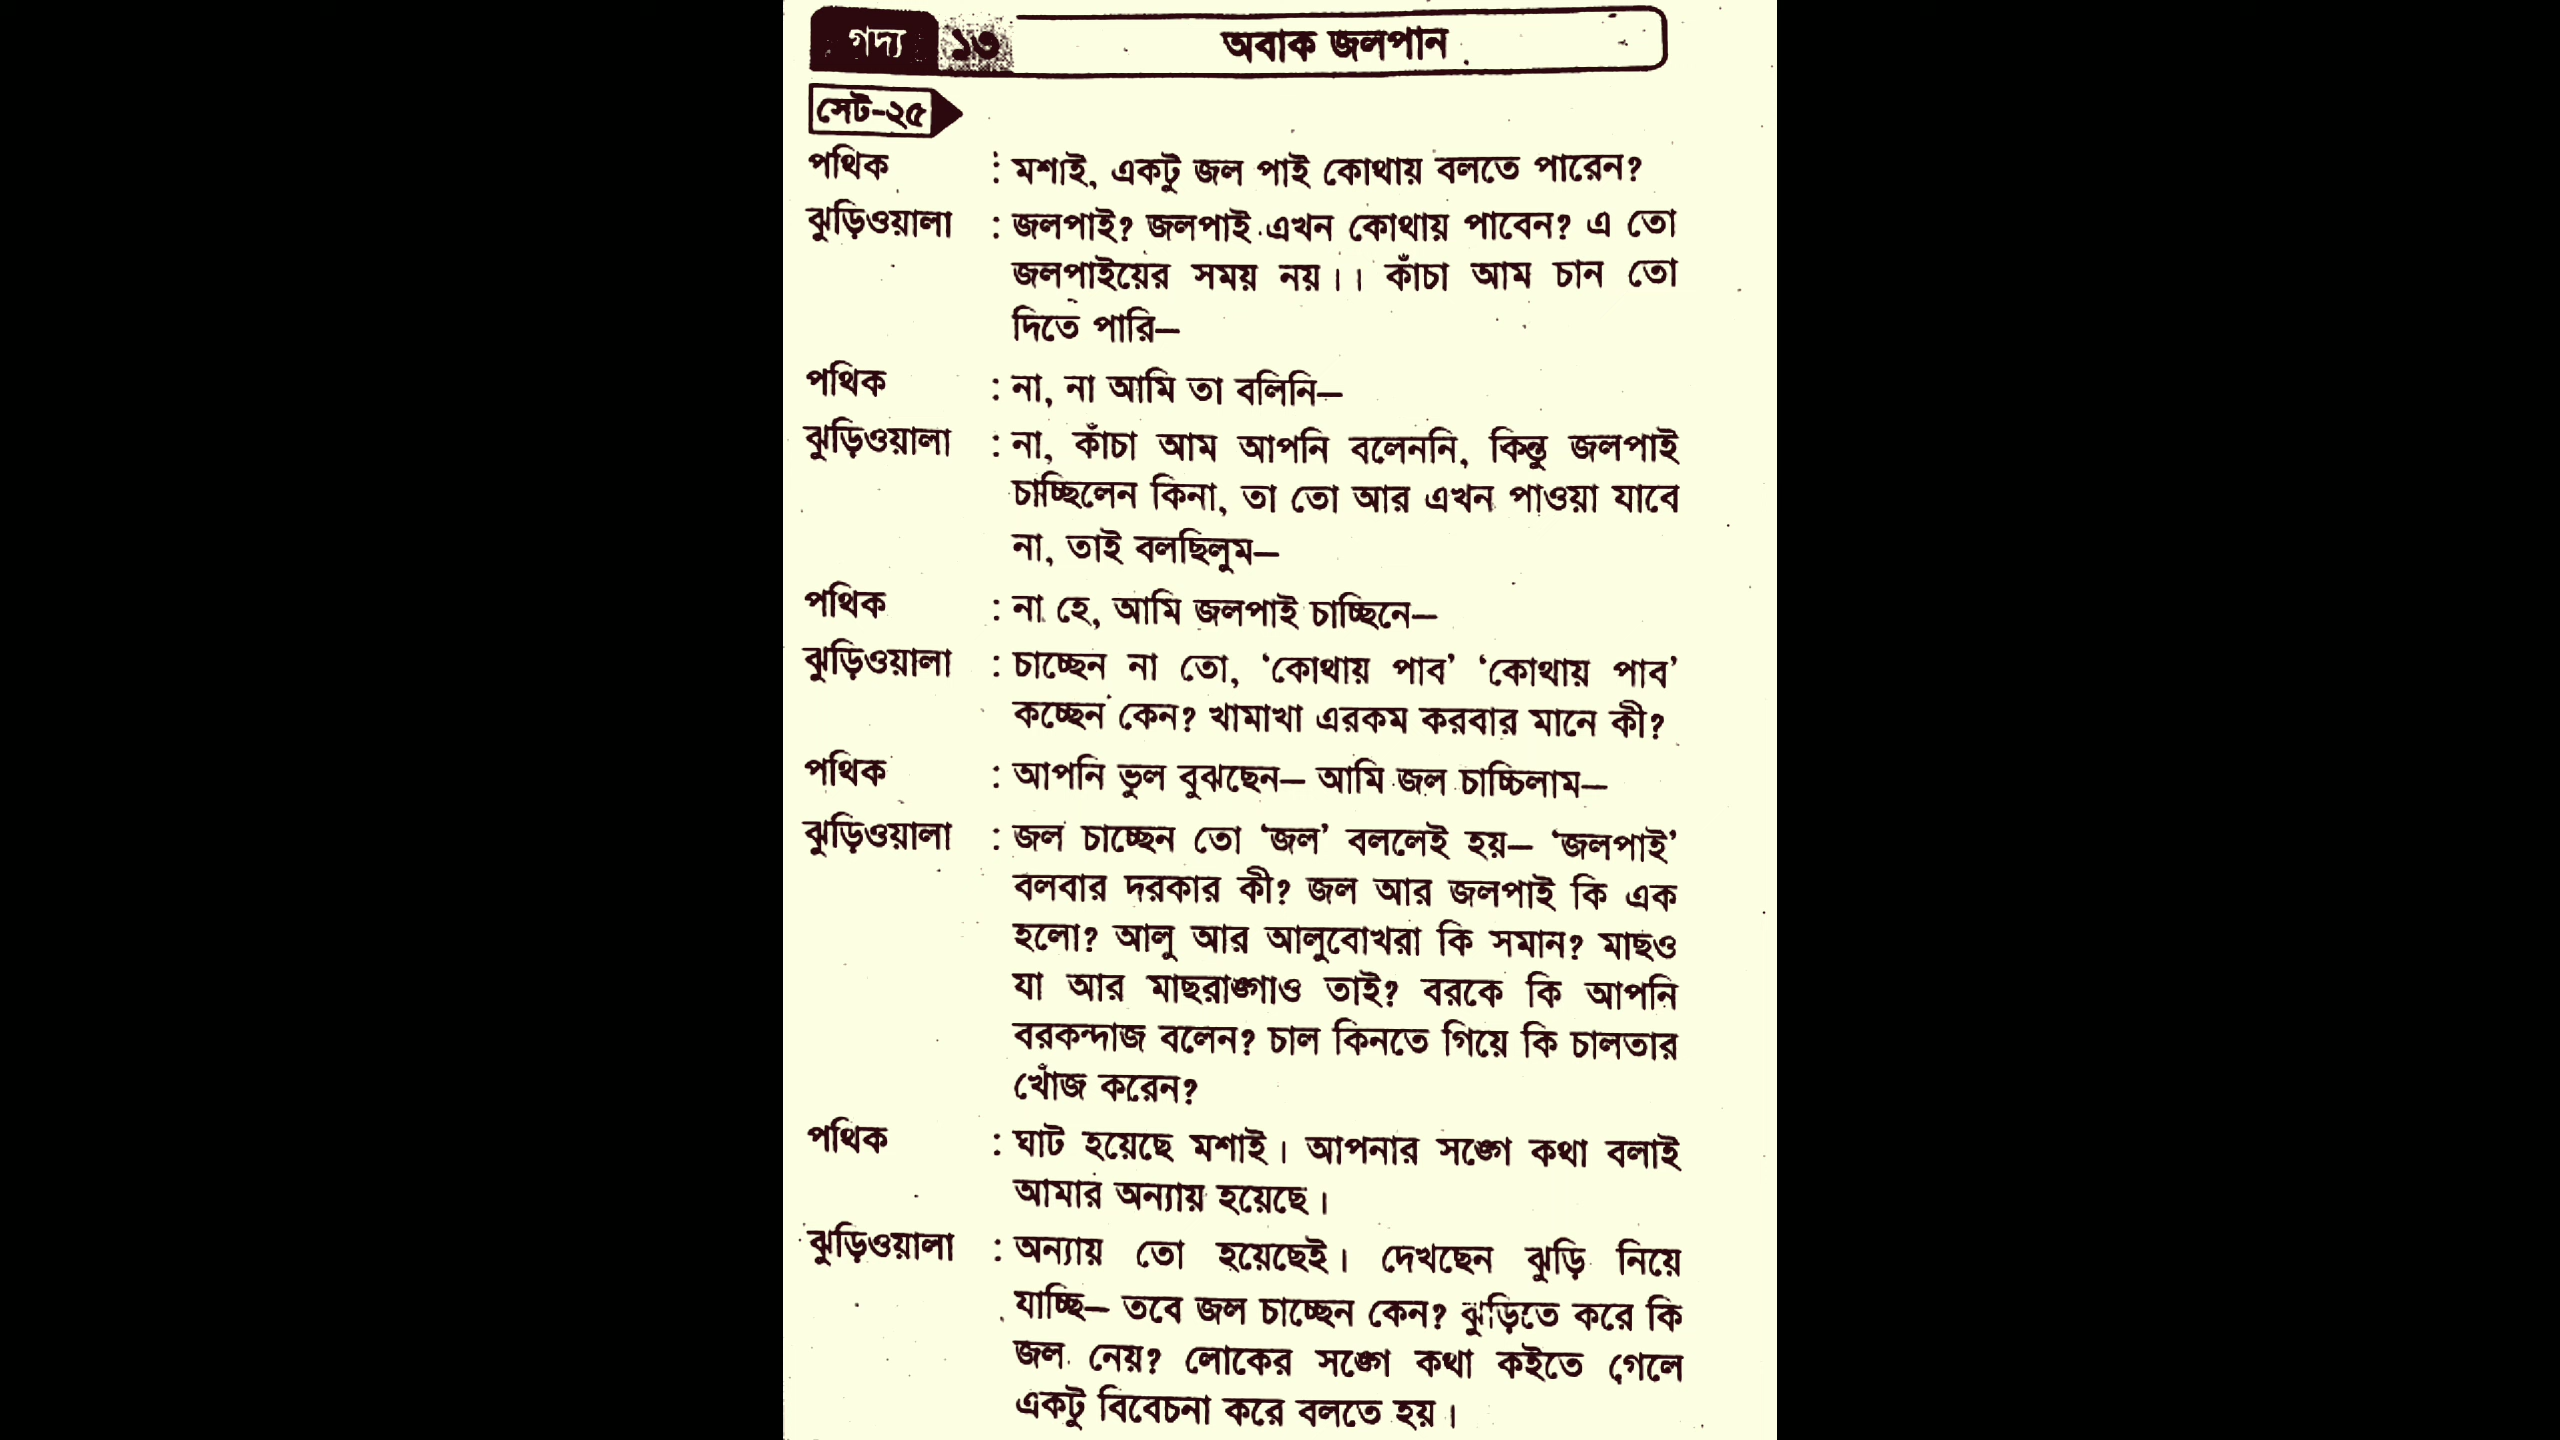 গদ্য ১৩ অবাক জলপান
সেট-২৫
পথিক : মশাই, একটু জল পাই কোথায় বলতে পারেন?
ঝুড়িওয়ালা : জলপাই? জলপাই এখন কোথায় পাবেন? এ তো
জলপাইয়ের সময় নয়।। কাঁচা আম চান তো
দিতে পারি–
পথিক : না, না আমি তা বলিনি–
ঝুড়িওয়ালা : না, কাঁচা আম আপনি বলেননি, কিন্তু জলপাই
চাচ্ছিলেন কিনা, তা তো আর এখন পাওয়া যাবে
না, তাই বলছিলুম–
পথিক : না হে, আমি জলপাই চাচ্ছিনে–
ঝুড়িওয়ালা : চাচ্ছেন না তো, ‘কোথায় পাব’ ‘কোথায় পাব’
কচ্ছেন কেন? খামাখা এরকম করবার মানে কী?
পথিক : আপনি ভুল বুঝছেন– আমি জল চাচ্চিলাম–
ঝুড়িওয়ালা : জল চাচ্ছেন তো ‘জল’ বললেই হয়– ‘জলপাই’
বলবার দরকার কী? জল আর জলপাই কি এক
হলো? আলু আর আলুবোখরা কি সমান? মাছও
যা আর মাছরাঙ্গাও তাই? বরকে কি আপনি
বরকন্দাজ বলেন? চাল কিনতে গিয়ে কি চালতার
খোঁজ করেন?
পথিক : ঘাট হয়েছে মশাই। আপনার সঙ্গে কথা বলাই
আমার অন্যায় হয়েছে।
ঝুড়িওয়ালা : অন্যায় তো হয়েছেই। দেখছেন ঝুড়ি নিয়ে
যাচ্ছি– তবে জল চাচ্ছেন কেন? ঝুড়িতে করে কি
জল নেয়? লোকের সঙ্গে কথা কইতে গেলে
একটু বিবেচনা করে বলতে হয়।